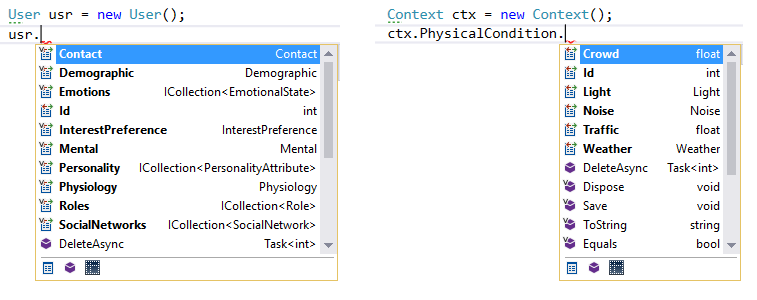 User usr = new User();
usr.
Contact Contact
Demographic Demographic
Emotions ICollection<EmotionalState>
Id int
InterestPreference InterestPreference
Mental Mental
Personality ICollection<PersonalityAttribute>
Physiology Physiology
Roles ICollection<Role>
SocialNetworks ICollection<SocialNetwork>
DeleteAsync Task<int>
Context ctx = new Context();
ctx.PhysicalCondition.
Crowd float
Id int
Light Light
Noise Noise
Traffic float
Weather Weather
DeleteAsync Task<int>
Dispose void
Save void
ToString string
Equals bool